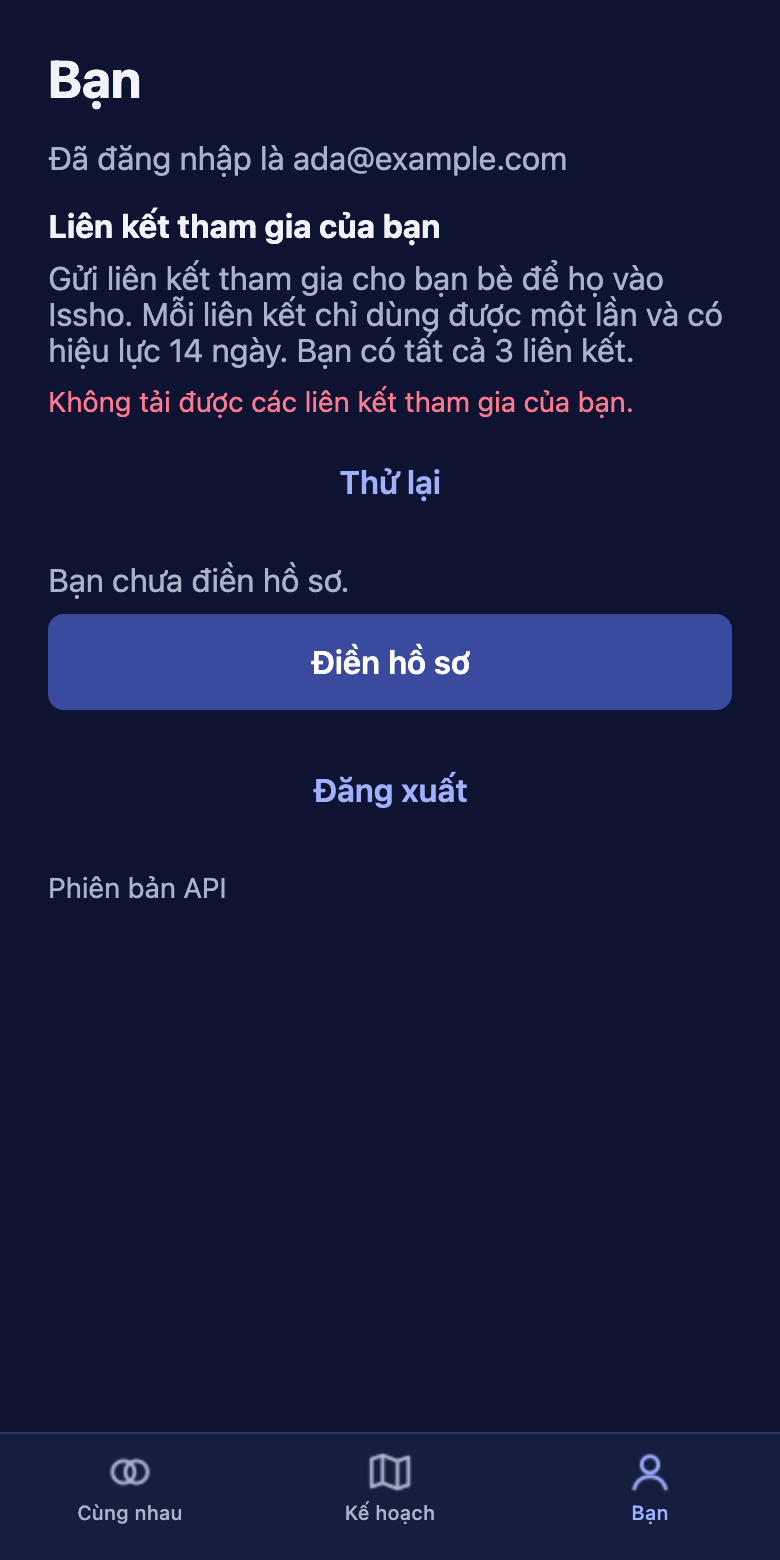 Bạn
Đã đăng nhập là ada@example.com
Liên kết tham gia của bạn
Gửi liên kết tham gia cho bạn bè để họ vào
Issho. Mỗi liên kết chỉ dùng được một lần và có
hiệu lực 14 ngày. Bạn có tất cả 3 liên kết.
Không tải được các liên kết tham gia của bạn.
Thử lại
Bạn chưa điền hồ sơ.
Điền hồ sơ
Đăng xuất
Phiên bản API
Cùng nhau
Kế hoạch
Bạn